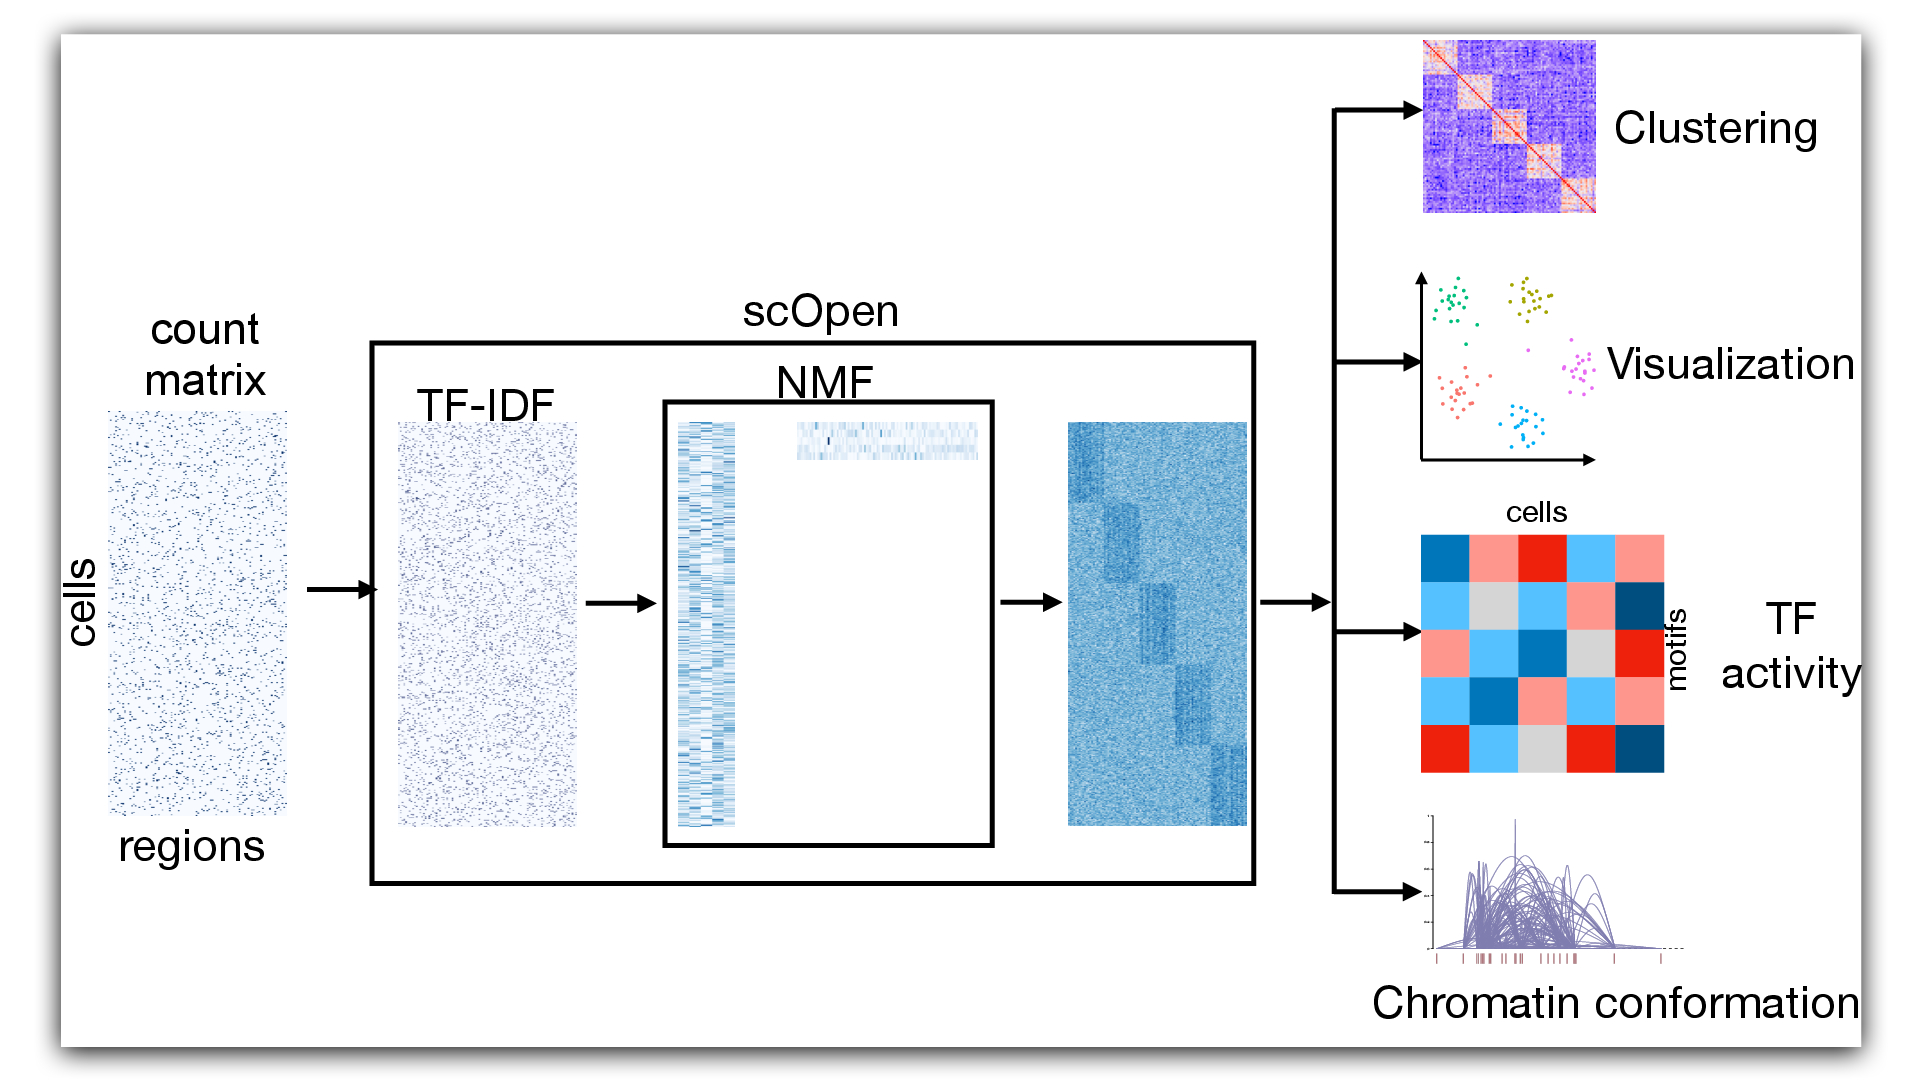 count
matrix
cells
regions
scOpen
TF-IDF
NMF
Clustering
Visualization
cells
motifs
TF
activity
Chromatin conformation